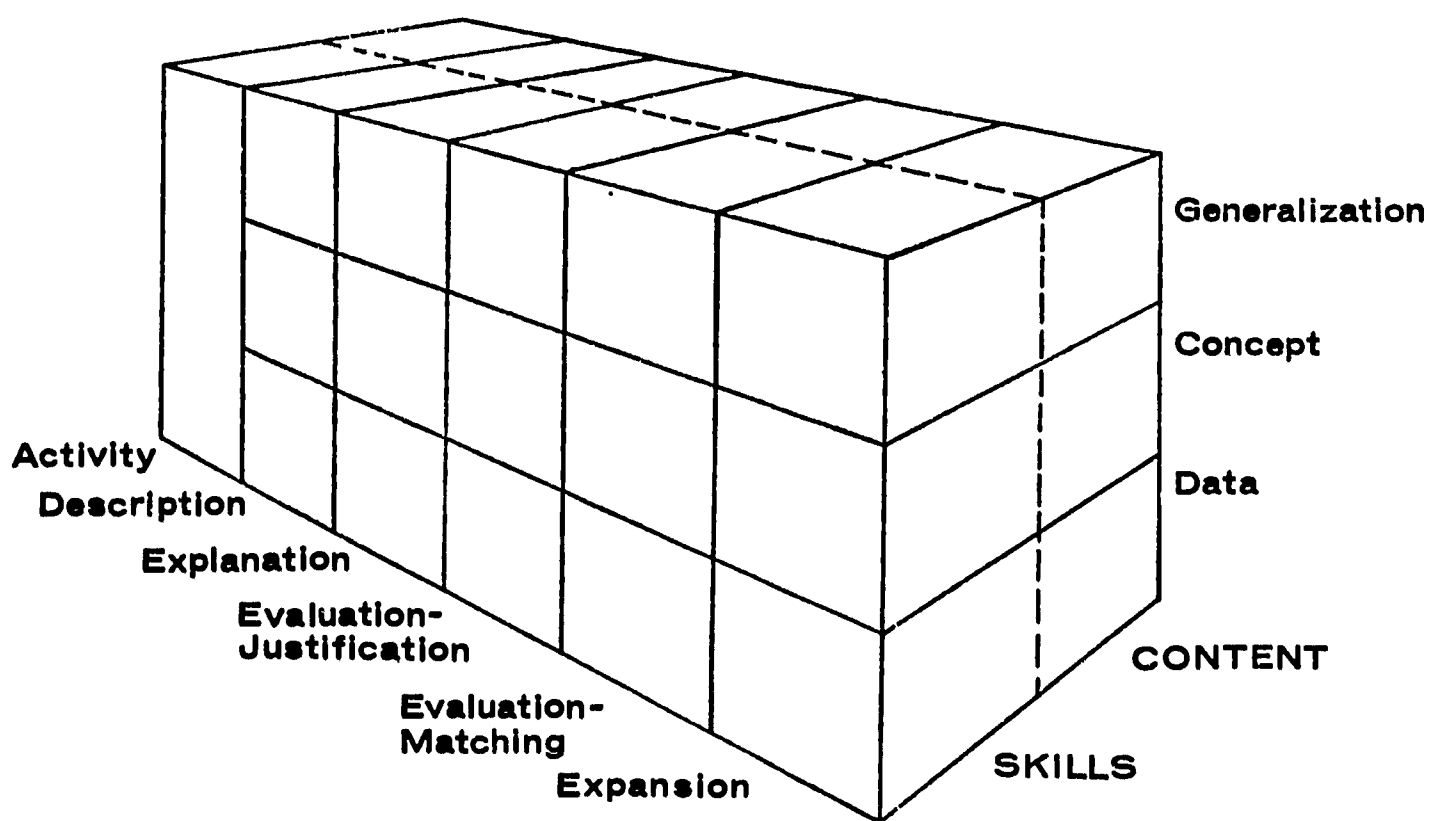 Generalization
Concept
Data
Activity
Description
Explanation
Evaluation-
Justification
Evaluation-
Matching
Expansion
CONTENT
SKILLS